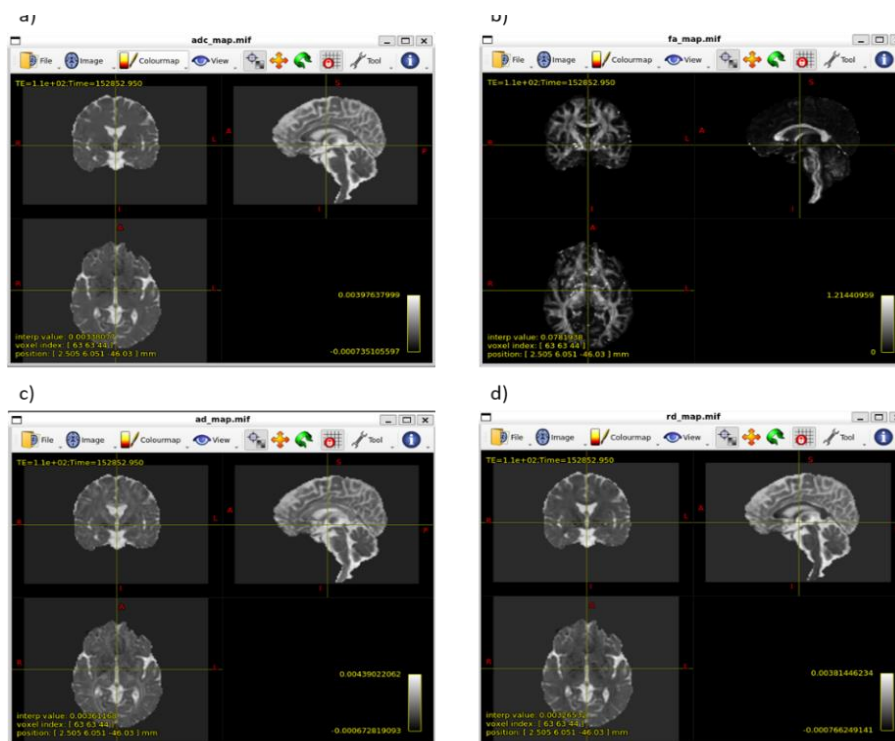 a)
adc_map.mif
File Image Colourmap View Tool
TE=1.1e+02;Time=152852.950
S
A
R L P
I I
A
R L
0.00397637999
-0.000735105597
voxel index: [ 63 63 44 ]
position: [ 2.505 6.051 -46.03 ] mm
b)
fa_map.mif
File Image Colourmap View Tool
TE=1.1e+02;Time=152852.950
S
A
R L
I I
A
R L
1.21440959
0
interp value: 0.0781938
voxel index: [ 63 63 44 ]
position: [ 2.505 6.051 -46.03 ] mm
c)
ad_map.mif
File Image Colourmap View Tool
TE=1.1e+02;Time=152852.950
S
A
R L P
I I
R
0.00439022062
-0.000672819093
voxel index: [ 63 63 44 ]
position: [ 2.505 6.051 -46.03 ] mm
d)
rd_map.mif
File Image Colourmap View Tool
TE=1.1e+02;Time=152852.950
S
A
R L
I I
R
0.00381446234
-0.000766249141
voxel index: [ 63 63 44 ]
position: [ 2.505 6.051 -46.03 ] mm